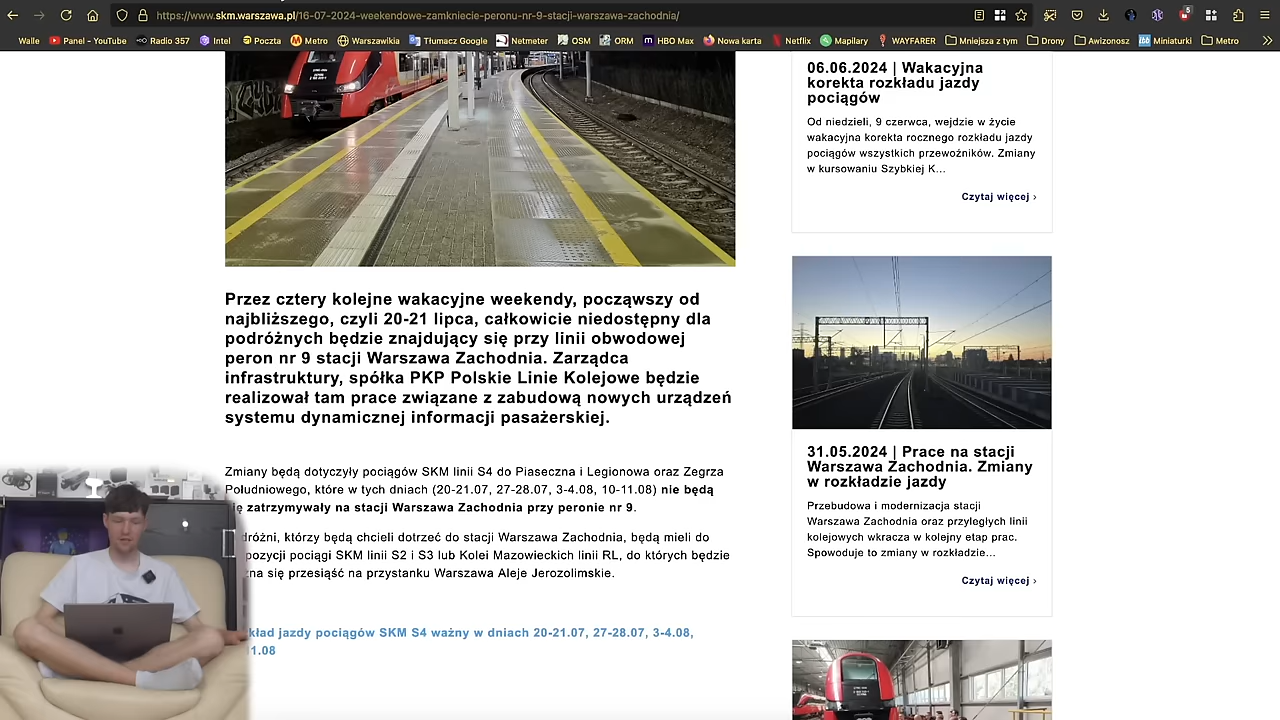 https://www.skm.warszawa.pl/16-07-2024-weekendowe-zamkniecie-peronu-nr-9-stacji-warszawa-zachodnia/
Walle Panel - YouTube Radio 357 Intel Poczta Metro Warszawikia Tłumacz Google Netmeter OSM ORM HBO Max Nowa karta Netflix Mapilary WAYFARER Mniejsza z tym Drony Awizonosz Miniaturki Metro
Przez cztery kolejne wakacyjne weekendy, począwszy od
najbliższego, czyli 20-21 lipca, całkowicie niedostępny dla
podróżnych będzie znajdujący się przy linii obwodowej
peron nr 9 stacji Warszawa Zachodnia. Zarządca
infrastruktury, spółka PKP Polskie Linie Kolejowe będzie
realizował tam prace związane z zabudową nowych urządzeń
systemu dynamicznej informacji pasażerskiej.
Zmiany będą dotyczyły pociągów SKM linii S4 do Piaseczna i Legionowa oraz Zegrza
Południowego, które w tych dniach (20-21.07, 27-28.07, 3-4.08, 10-11.08) nie będą
zatrzymywały na stacji Warszawa Zachodnia przy peronie nr 9.
którzy będą chcieli dotrzeć do stacji Warszawa Zachodnia, będą mieli do
pociągi SKM linii S2 i S3 lub Kolei Mazowieckich linii RL, do których będzie
się przesiąść na przystanku Warszawa Aleje Jerozolimskie.
jazdy pociągów SKM S4 ważny w dniach 20-21.07, 27-28.07, 3-4.08,
06.06.2024 | Wakacyjna
korekta rozkładu jazdy
pociągów
Od niedzieli, 9 czerwca, wejdzie w życie
wakacyjna korekta rocznego rozkładu jazdy
pociągów wszystkich przewoźników. Zmiany
w kursowaniu Szybkiej K...
Czytaj więcej ›
31.05.2024 | Prace na stacji
Warszawa Zachodnia. Zmiany
w rozkładzie jazdy
Przebudowa i modernizacja stacji
Warszawa Zachodnia oraz przyległych linii
kolejowych wkracza w kolejny etap prac.
Spowoduje to zmiany w rozkładzie...
Czytaj więcej ›